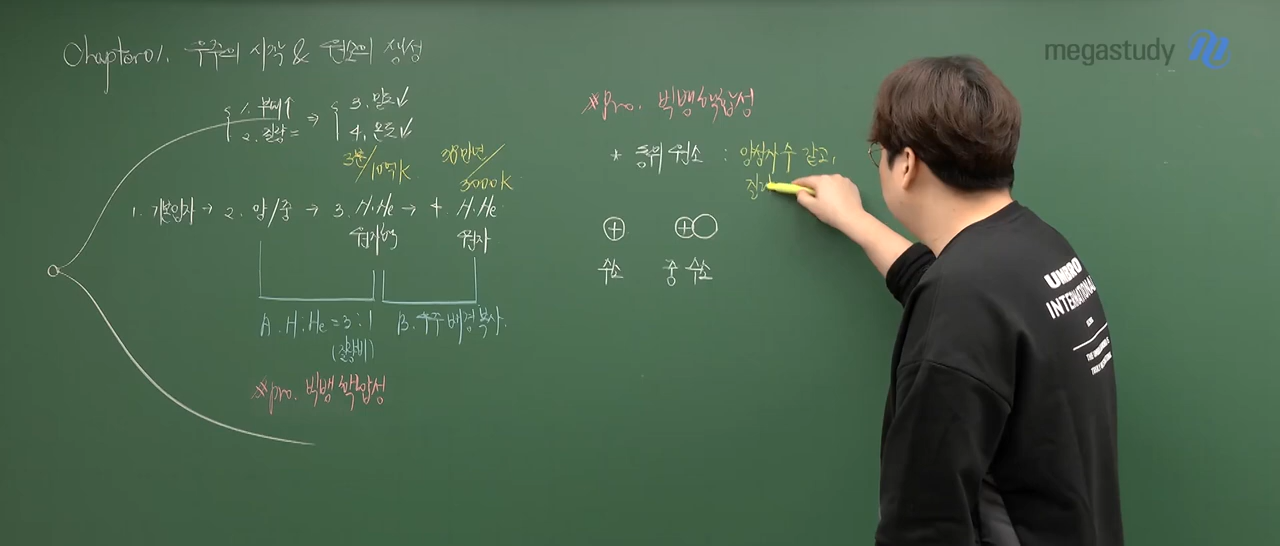 Chapter 01. 우주의 시작 & 원소의 생성
megastudy
1. 부피↑
2. 질량 =
⇒
3. 밀도↓
4. 온도↓
3분/10억K
38만년/3000K
1. 기본입자 → 2. 양/중 → 3. H·He → 4. H·He
원자핵
원자
A. H:He = 3:1
(질량비)
B. 우주배경복사.
※pro. 빅뱅 핵합성
※pro. 빅뱅핵합성
* 동위 원소 : 양성자수 같고,
+
+
수소
중 수소
UMBRO
INTERNATIONAL